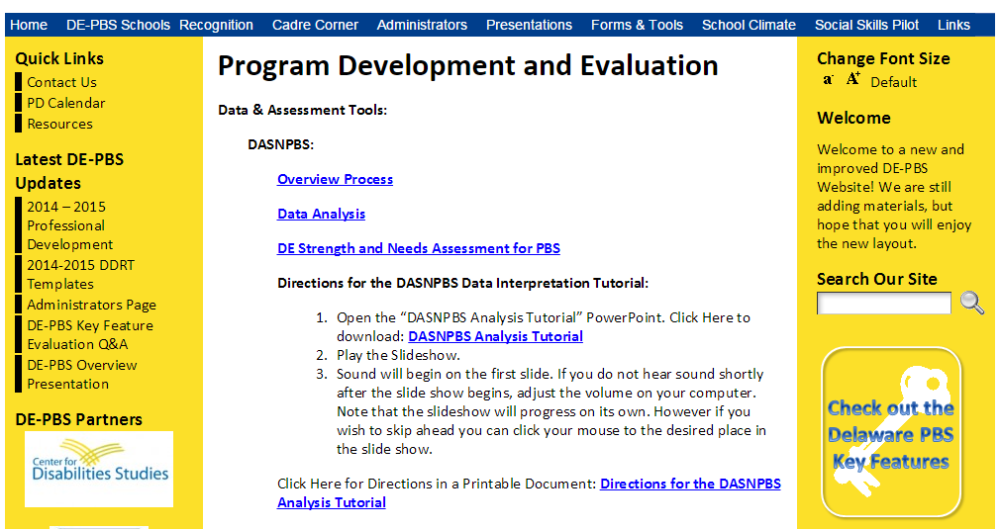 Home DE-PBS Schools Recognition Cadre Corner Administrators Presentations Forms & Tools School Climate Social Skills Pilot Links
Quick Links
Contact Us
PD Calendar
Resources
Latest DE-PBS
Updates
2014 – 2015
Professional
Development
2014-2015 DDRT
Templates
Administrators Page
DE-PBS Key Feature
Evaluation Q&A
DE-PBS Overview
Presentation
DE-PBS Partners
Center for
Disabilities Studies
Program Development and Evaluation
Data & Assessment Tools:
DASNPBS:
Overview Process
Data Analysis
DE Strength and Needs Assessment for PBS
Directions for the DASNPBS Data Interpretation Tutorial:
1. Open the “DASNPBS Analysis Tutorial” PowerPoint. Click Here to
download: DASNPBS Analysis Tutorial
2. Play the Slideshow.
3. Sound will begin on the first slide. If you do not hear sound shortly
after the slide show begins, adjust the volume on your computer.
Note that the slideshow will progress on its own. However if you
wish to skip ahead you can click your mouse to the desired place in
the slide show.
Click Here for Directions in a Printable Document: Directions for the DASNPBS
Analysis Tutorial
Change Font Size
a- A+ Default
Welcome
Welcome to a new and
improved DE-PBS
Website! We are still
adding materials, but
hope that you will enjoy
the new layout.
Search Our Site
Check out the
Delaware PBS
Key Features